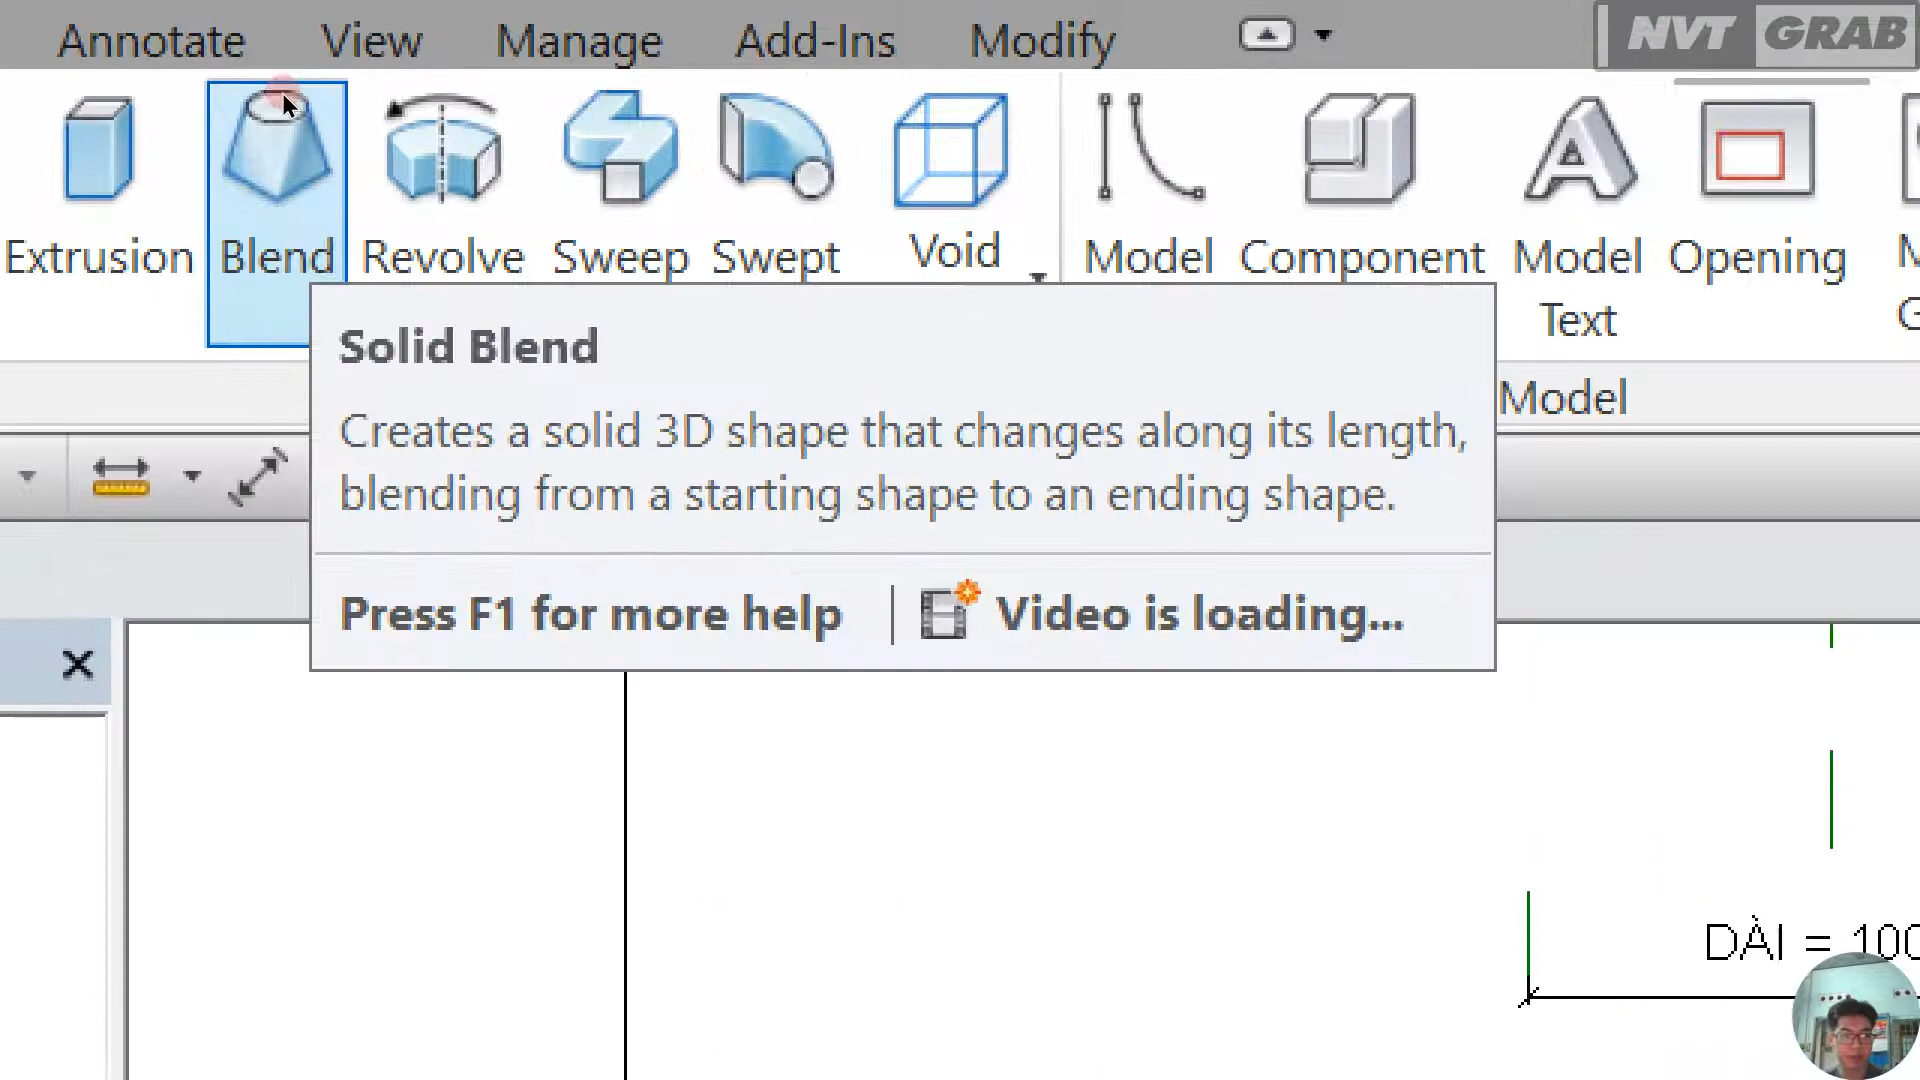 Annotate View Manage Add-Ins Modify
NVT GRAB
Extrusion Blend Revolve Sweep Swept Void Model Component Model Text Opening
Solid Blend
Creates a solid 3D shape that changes along its length,
blending from a starting shape to an ending shape.
Press F1 for more help Video is loading...
Model
DÀI = 100